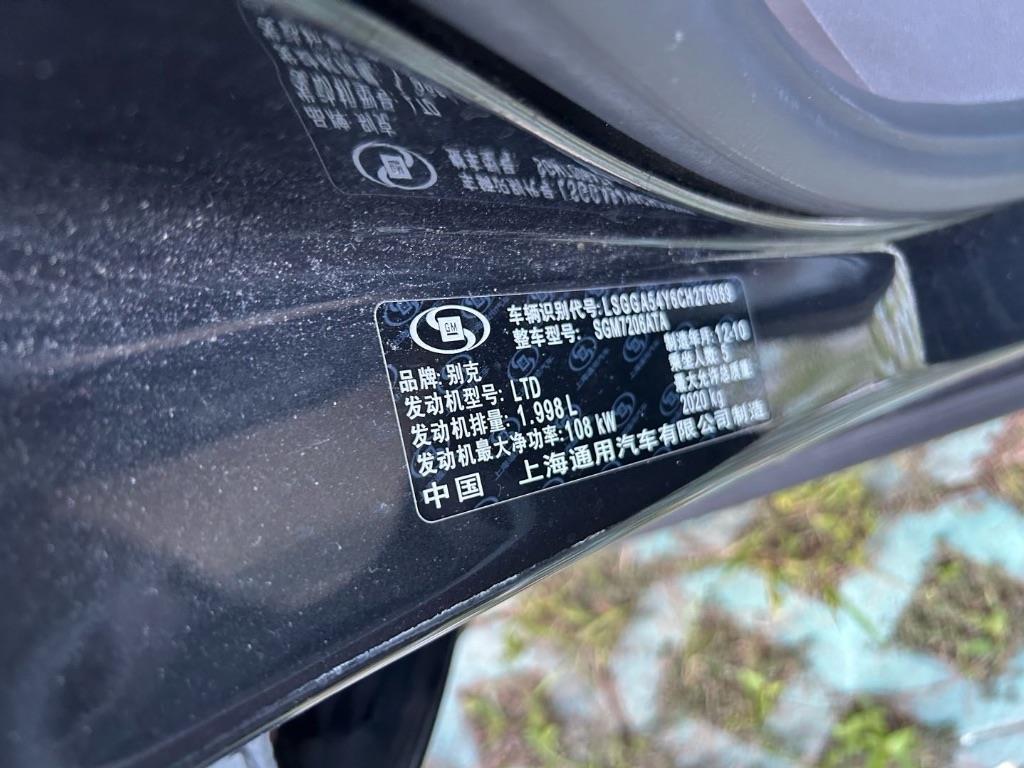 GM
车辆识别代号:LSGGA54Y6CH276069
整车型号: SGM7206ATA
品牌: 别克
制造年月: 12-10
发动机型号: LTD
乘坐人数 5
发动机排量: 1.998 L
最大允许总质量
2020 kg
发动机最大净功率: 108 kW
中国 上海通用汽车有限公司制造